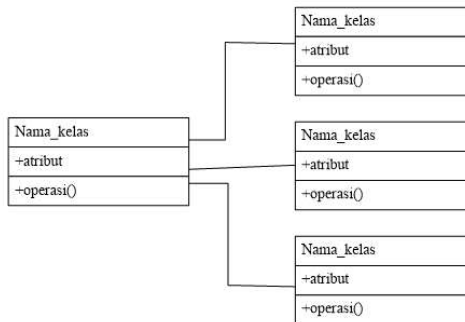 Nama_kelas
+atribut
+operasi()
Nama_kelas
+atribut
+operasi()
Nama_kelas
+atribut
+operasi()
Nama_kelas
+atribut
+operasi()